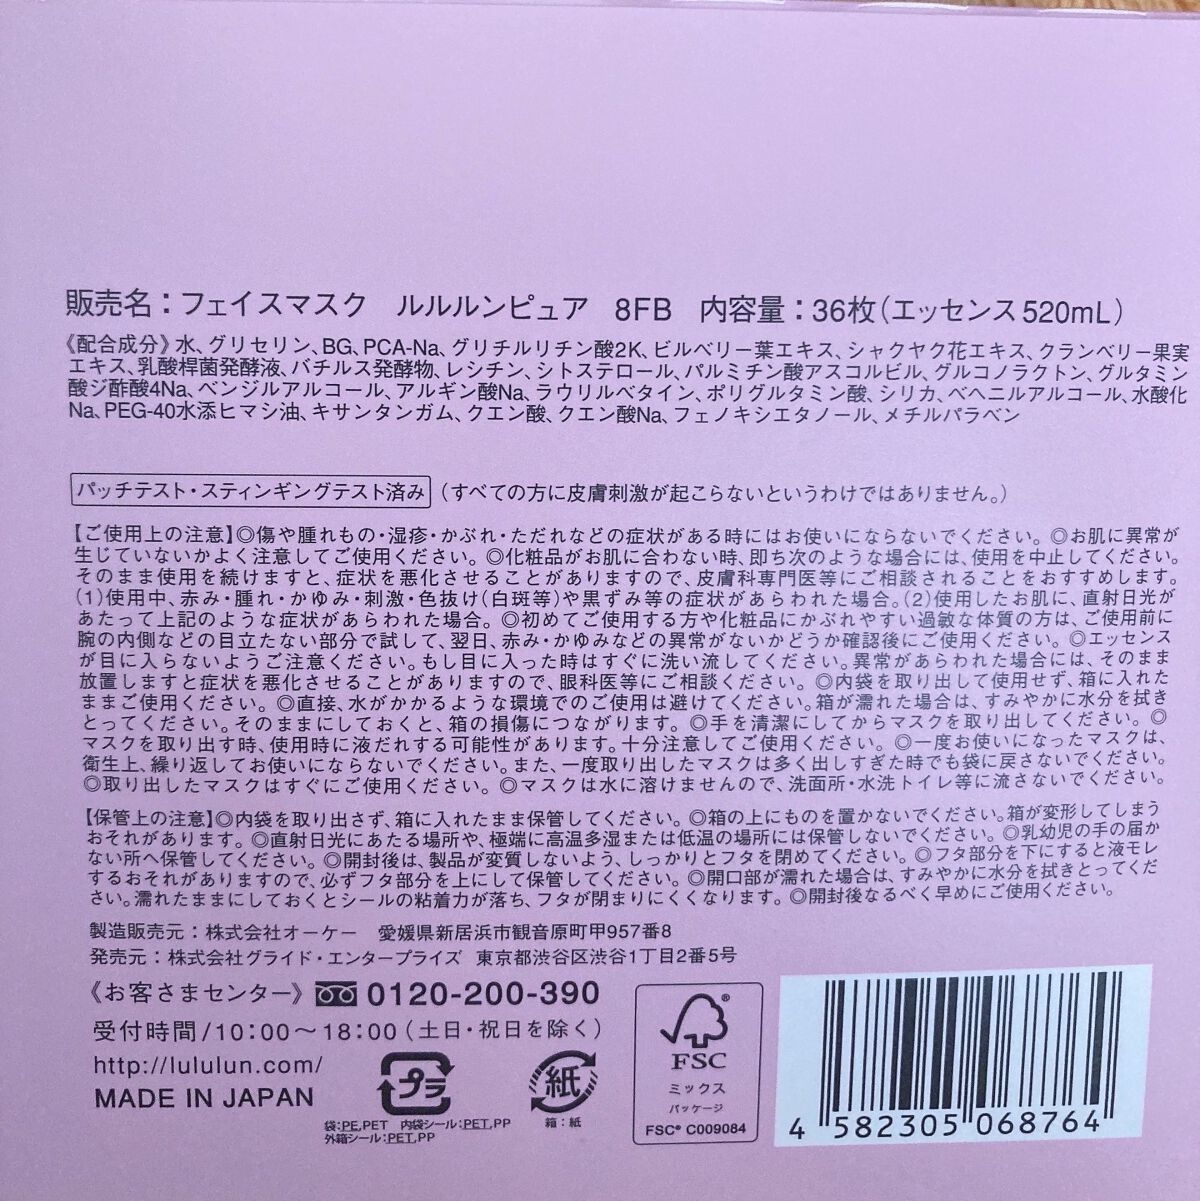 販売名：フェイスマスク　ルルルンピュア　8FB　内容量：36枚（エッセンス520mL）
《配合成分》水、グリセリン、BG、PCA-Na、グリチルリチン酸2K、ビルベリー葉エキス、シャクヤク花エキス、クランベリー果実
エキス、乳酸桿菌発酵液、バチルス発酵物、レシチン、シトステロール、パルミチン酸アスコルビル、グルコノラクトン、グルタミン
酸ジ酢酸4Na、ベンジルアルコール、アルギン酸Na、ラウリルベタイン、ポリグルタミン酸、シリカ、ベヘニルアルコール、水酸化
Na、PEG-40水添ヒマシ油、キサンタンガム、クエン酸、クエン酸Na、フェノキシエタノール、メチルパラベン
パッチテスト・スティンギングテスト済み（すべての方に皮膚刺激が起こらないというわけではありません。）
【ご使用上の注意】◎傷や腫れもの・湿疹・かぶれ・ただれなどの症状がある時にはお使いにならないでください。◎お肌に異常が
生じていないかよく注意してご使用ください。◎化粧品がお肌に合わない時、即ち次のような場合には、使用を中止してください。
そのまま使用を続けますと、症状を悪化させることがありますので、皮膚科専門医等にご相談されることをおすすめします。
(1)使用中、赤み・腫れ・かゆみ・刺激・色抜け(白斑等)や黒ずみ等の症状があらわれた場合。(2)使用したお肌に、直射日光が
あたって上記のような症状があらわれた場合。◎初めてご使用する方や化粧品にかぶれやすい過敏な体質の方は、ご使用前に
腕の内側などの目立たない部分で試して、翌日、赤み・かゆみなどの異常がないかどうか確認後にご使用ください。◎エッセンス
が目に入らないようご注意ください。もし目に入った時はすぐに洗い流してください。異常があらわれた場合には、そのまま
放置しますと症状を悪化させることがありますので、眼科医等にご相談ください。◎内袋を取り出して使用せず、箱に入れた
ままご使用ください。◎直接、水がかかるような環境でのご使用は避けてください。箱が濡れた場合は、すみやかに水分を拭き
とってください。そのままにしておくと、箱の損傷につながります。◎手を清潔にしてからマスクを取り出してください。◎
マスクを取り出す時、使用時に液だれする可能性があります。十分注意してご使用ください。◎一度お使いになったマスクは、
衛生上、繰り返してお使いにならないでください。また、一度取り出したマスクは多く出しすぎた時でも袋に戻さないでください。
◎取り出したマスクはすぐにご使用ください。◎マスクは水に溶けませんので、洗面所・水洗トイレ等に流さないでください。
【保管上の注意】◎内袋を取り出さず、箱に入れたまま保管してください。◎箱の上にものを置かないでください。箱が変形してしまう
おそれがあります。◎直射日光にあたる場所や、極端に高温多湿または低温の場所には保管しないでください。◎乳幼児の手の届か
ない所へ保管してください。◎開封後は、製品が変質しないよう、しっかりとフタを閉めてください。◎フタ部分を下にすると液モレ
するおそれがありますので、必ずフタ部分を上にして保管してください。◎開口部が濡れた場合は、すみやかに水分を拭きとってくだ
さい。濡れたままにしておくとシールの粘着力が落ち、フタが閉まりにくくなります。◎開封後なるべく早めにご使用ください。
製造販売元：株式会社オーケー　愛媛県新居浜市観音原町甲957番8
発売元：株式会社グライド・エンタープライズ　東京都渋谷区渋谷1丁目2番5号
《お客さまセンター》0120-200-390
受付時間/10:00～18:00（土日・祝日を除く）
http://lululun.com/
MADE IN JAPAN
プラ
袋：PE,PET　内袋シール：PET,PP
外箱シール：PET,PP
紙
箱：紙
®
FSC
ミックス
パッケージ
FSC® C009084
4 582305 068764